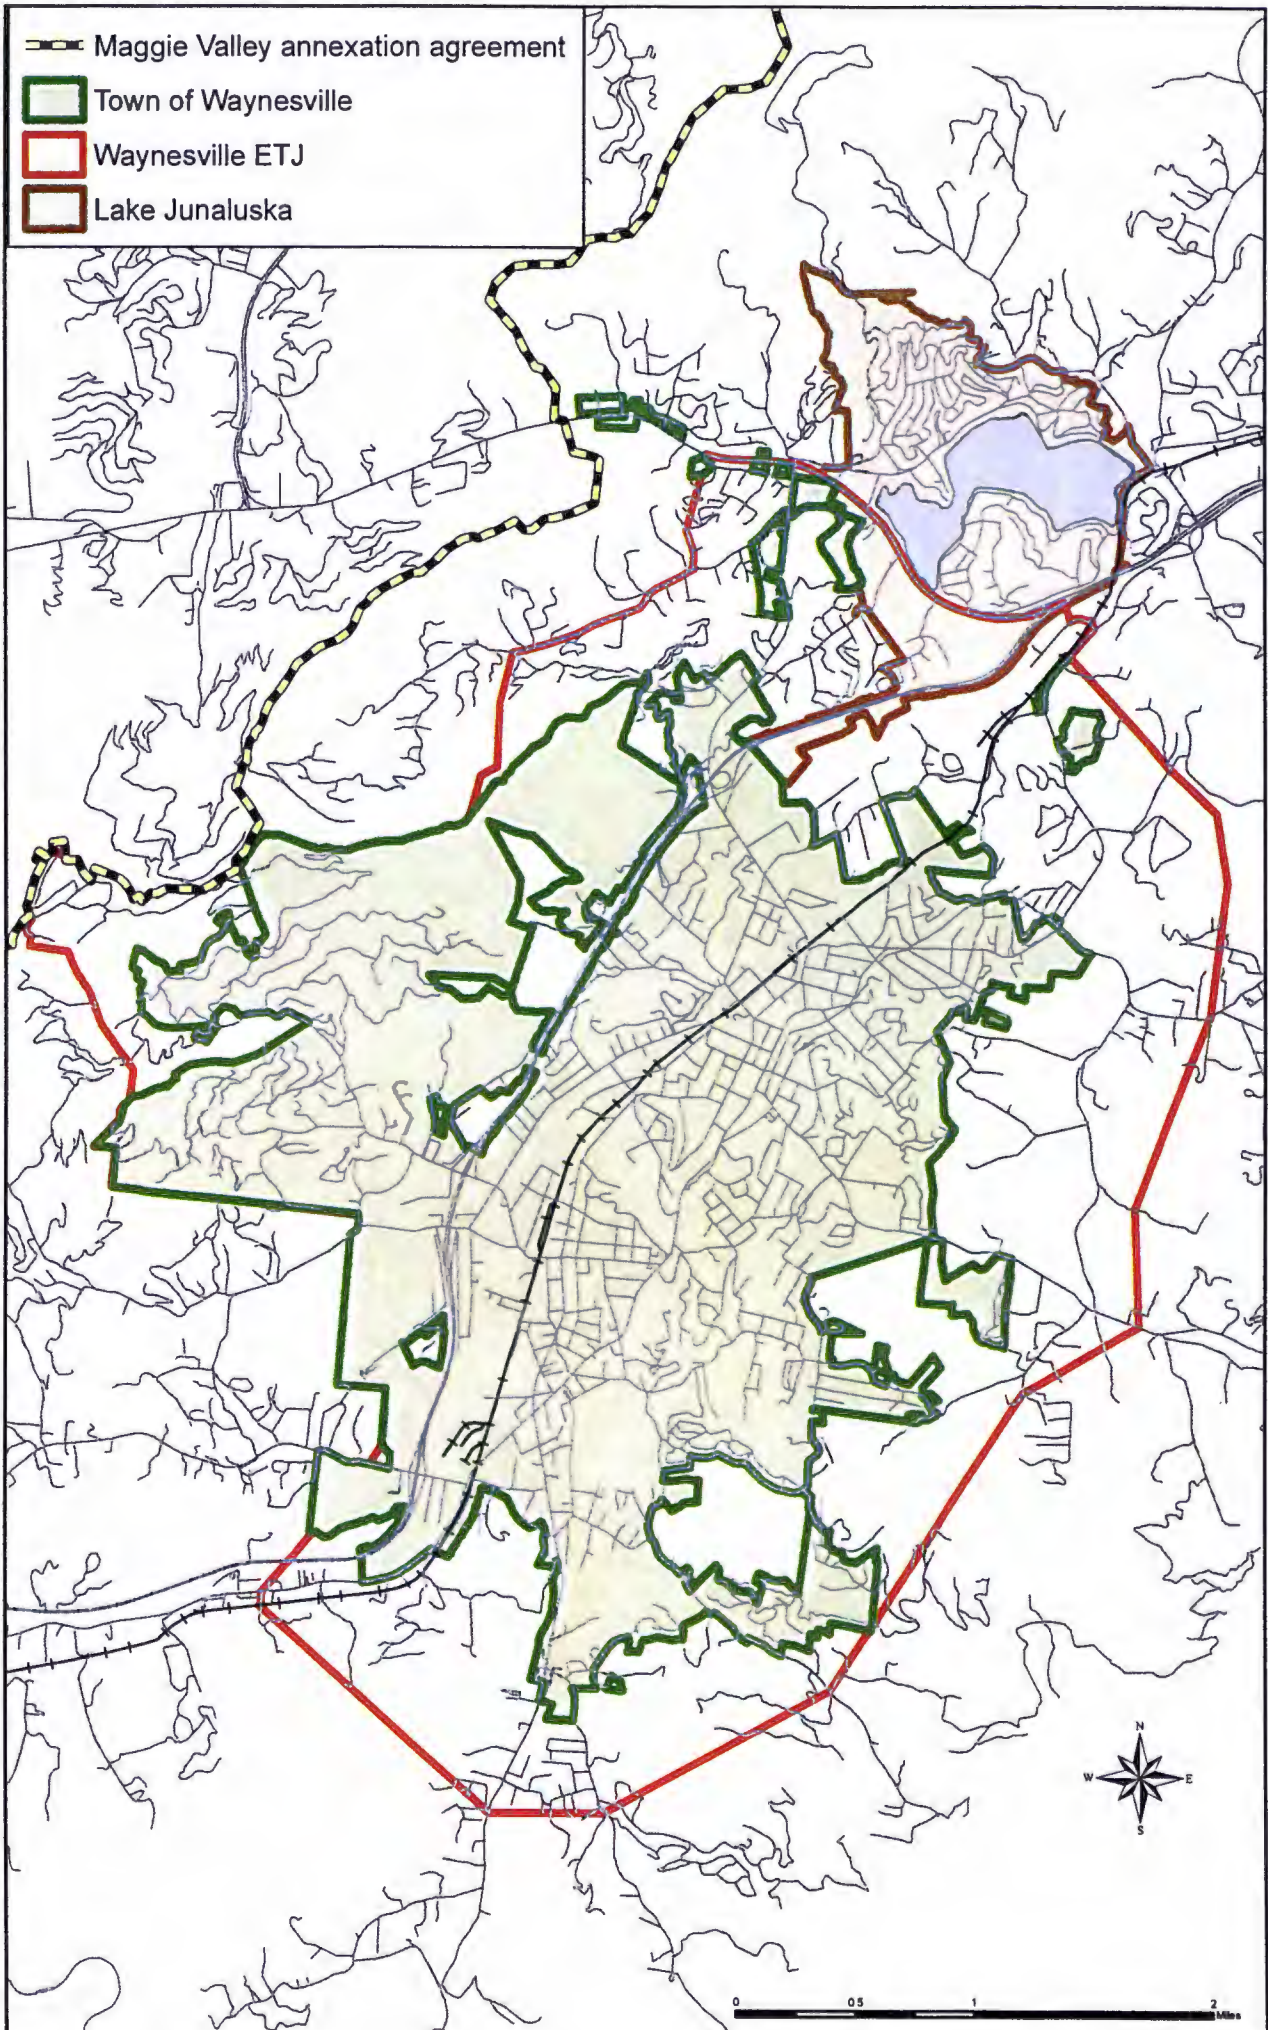 Maggie Valley annexation agreement
Town of Waynesville
Waynesville ETJ
Lake Junaluska
N
W E
S
0 0.5 1 2
Miles